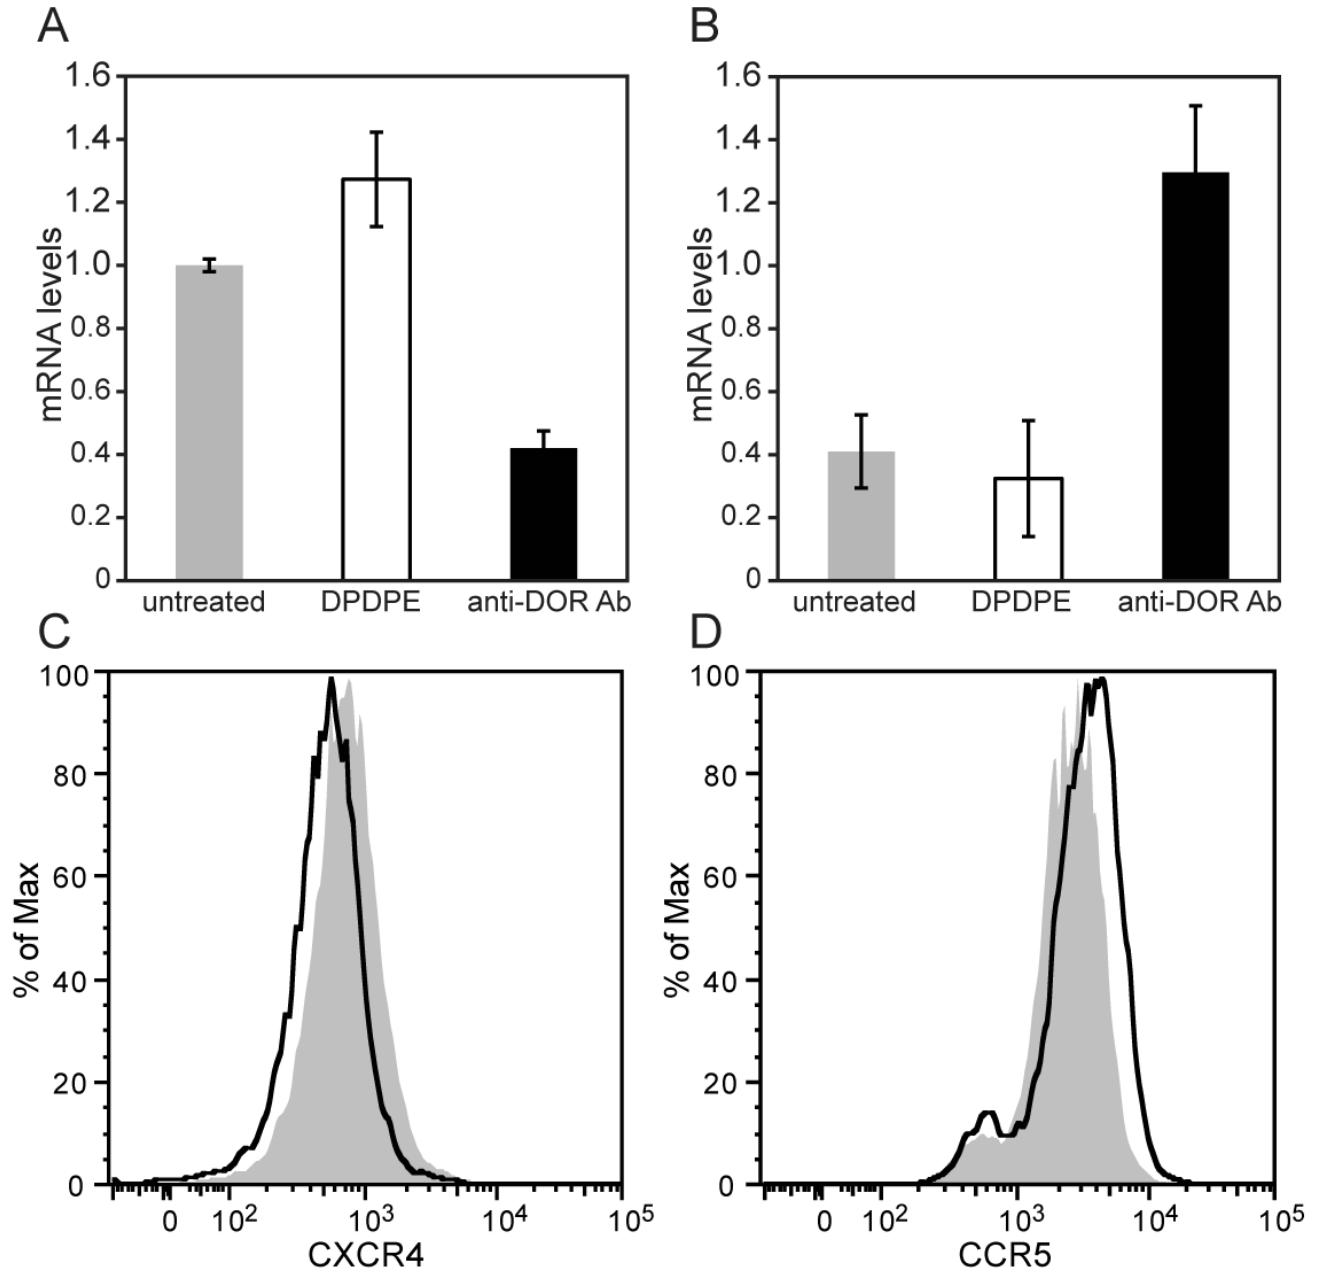 A
mRNA levels
1.6
1.4
1.2
1.0
0.8
0.6
0.4
0.2
0
untreated DPDPE anti-DOR Ab
B
mRNA levels
1.6
1.4
1.2
1.0
0.8
0.6
0.4
0.2
0
untreated DPDPE anti-DOR Ab
C
% of Max
100
80
60
40
20
0
0 10² 10³ 10⁴ 10⁵
CXCR4
D
% of Max
100
80
60
40
20
0
0 10² 10³ 10⁴ 10⁵
CCR5